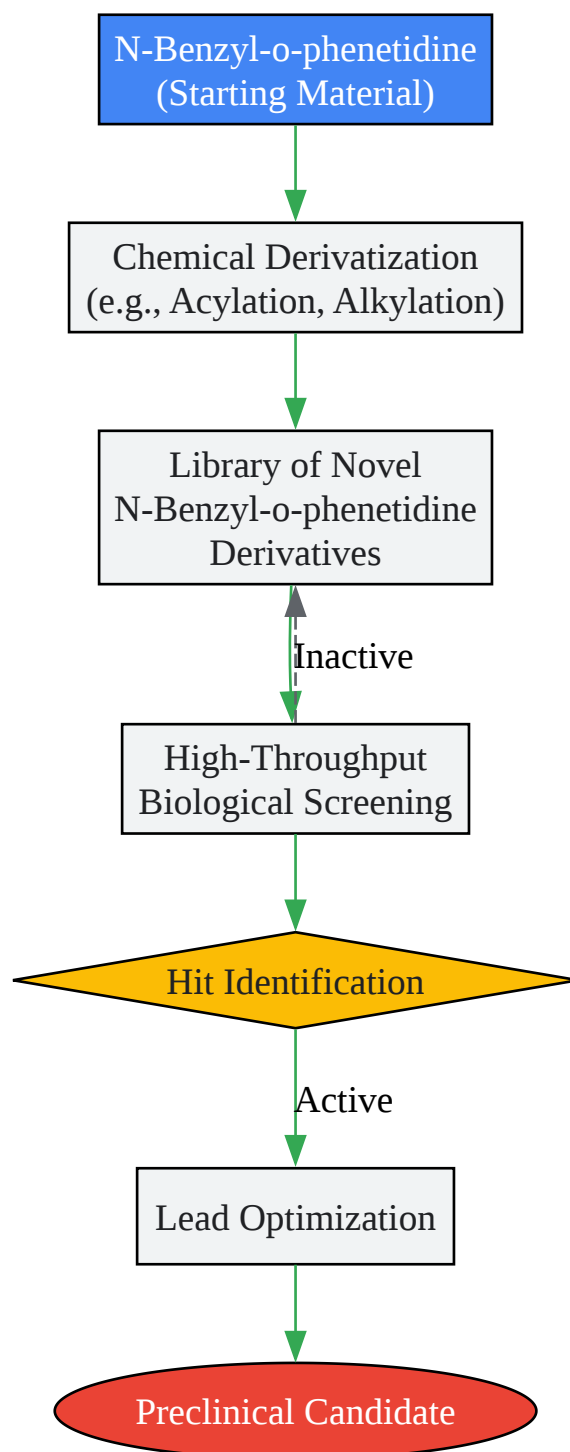 N-Benzyl-o-phenetidine
(Starting Material)
Chemical Derivatization
(e.g., Acylation, Alkylation)
Library of Novel
N-Benzyl-o-phenetidine
Derivatives
Inactive
High-Throughput
Biological Screening
Hit Identification
Active
Lead Optimization
Preclinical Candidate